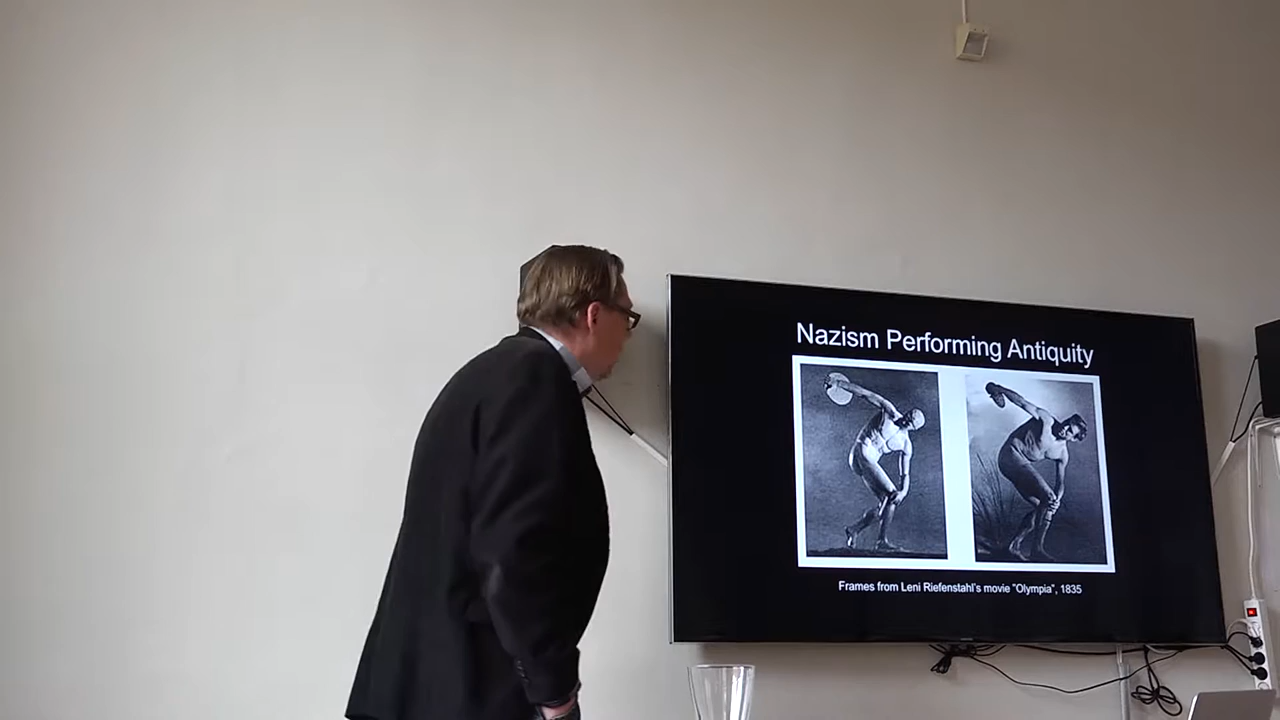 Nazism Performing Antiquity
Frames from Leni Riefenstahl's movie "Olympia", 1835